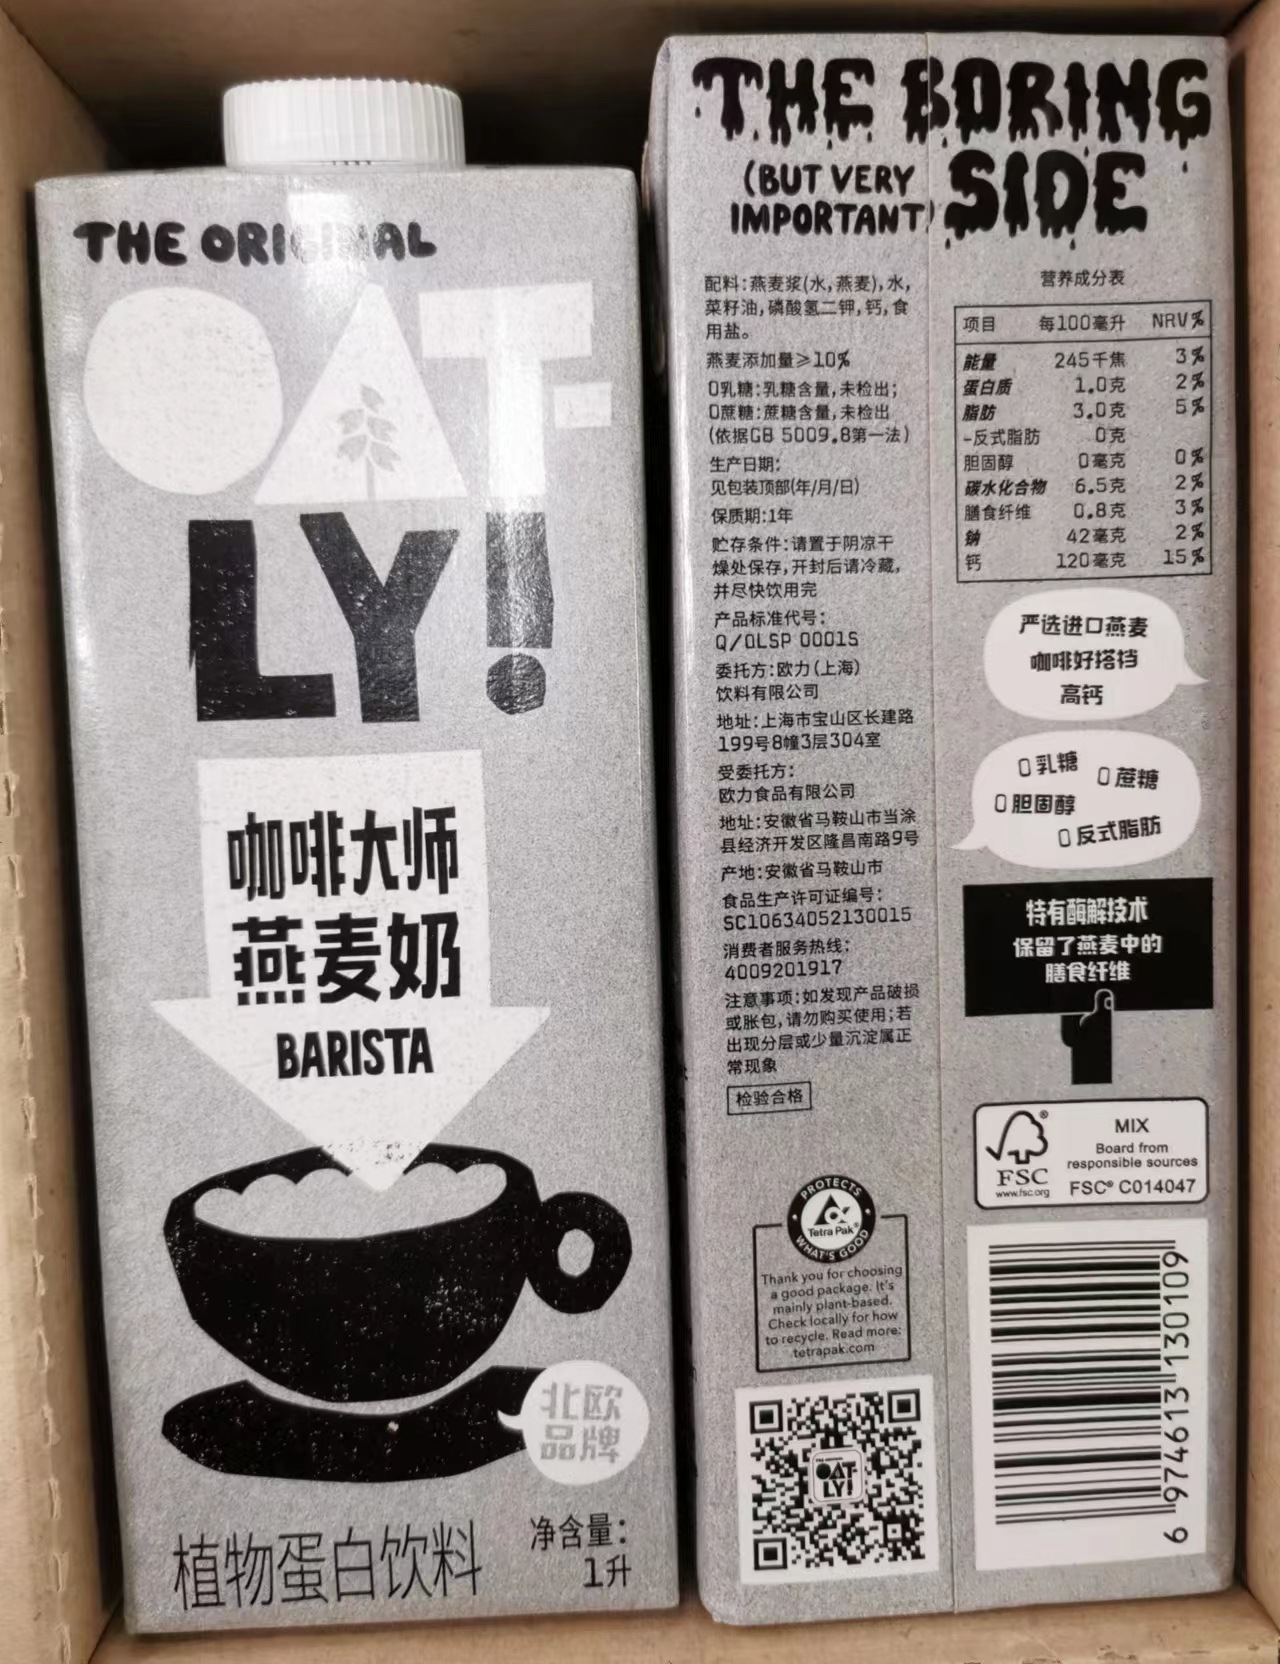 THE ORIGINAL
OAT-
LY!
咖啡大师
燕麦奶
BARISTA
北欧
品牌
植物蛋白饮料
净含量：
1升
THE BORING
(BUT VERY
IMPORTANT)
SIDE
配料：燕麦浆(水，燕麦)，水，
菜籽油，磷酸氢二钾，钙，食
用盐。
燕麦添加量≥10%
0乳糖：乳糖含量，未检出；
0蔗糖：蔗糖含量，未检出
(依据GB 5009.8第一法)
生产日期：
见包装顶部(年/月/日)
保质期：1年
贮存条件：请置于阴凉干
燥处保存，开封后请冷藏，
并尽快饮用完
产品标准代号：
Q/OLSP 0001S
委托方：欧力(上海)
饮料有限公司
地址：上海市宝山区长建路
199号8幢3层304室
受委托方：
欧力食品有限公司
地址：安徽省马鞍山市当涂
县经济开发区隆昌南路9号
产地：安徽省马鞍山市
食品生产许可证编号：
SC10634052130015
消费者服务热线：
4009201917
注意事项：如发现产品破损
或胀包，请勿购买使用；若
出现分层或少量沉淀属正
常现象
检验合格
PROTECTS
Tetra Pak®
WHAT'S GOOD
Thank you for choosing
a good package. It's
mainly plant-based.
Check locally for how
to recycle. Read more:
tetrapak.com
THE ORIGINAL
OAT-
LY!
营养成分表
项目 每100毫升 NRV%
能量 245千焦 3%
蛋白质 1.0克 2%
脂肪 3.0克 5%
-反式脂肪 0克
胆固醇 0毫克 0%
碳水化合物 6.5克 2%
膳食纤维 0.8克 3%
钠 42毫克 2%
钙 120毫克 15%
严选进口燕麦
咖啡好搭裆
高钙
0乳糖 0蔗糖
0胆固醇
0反式脂肪
特有酶解技术
保留了燕麦中的
膳食纤维
FSC
www.fsc.org
MIX
Board from
responsible sources
FSC® C014047
6 974613 130109